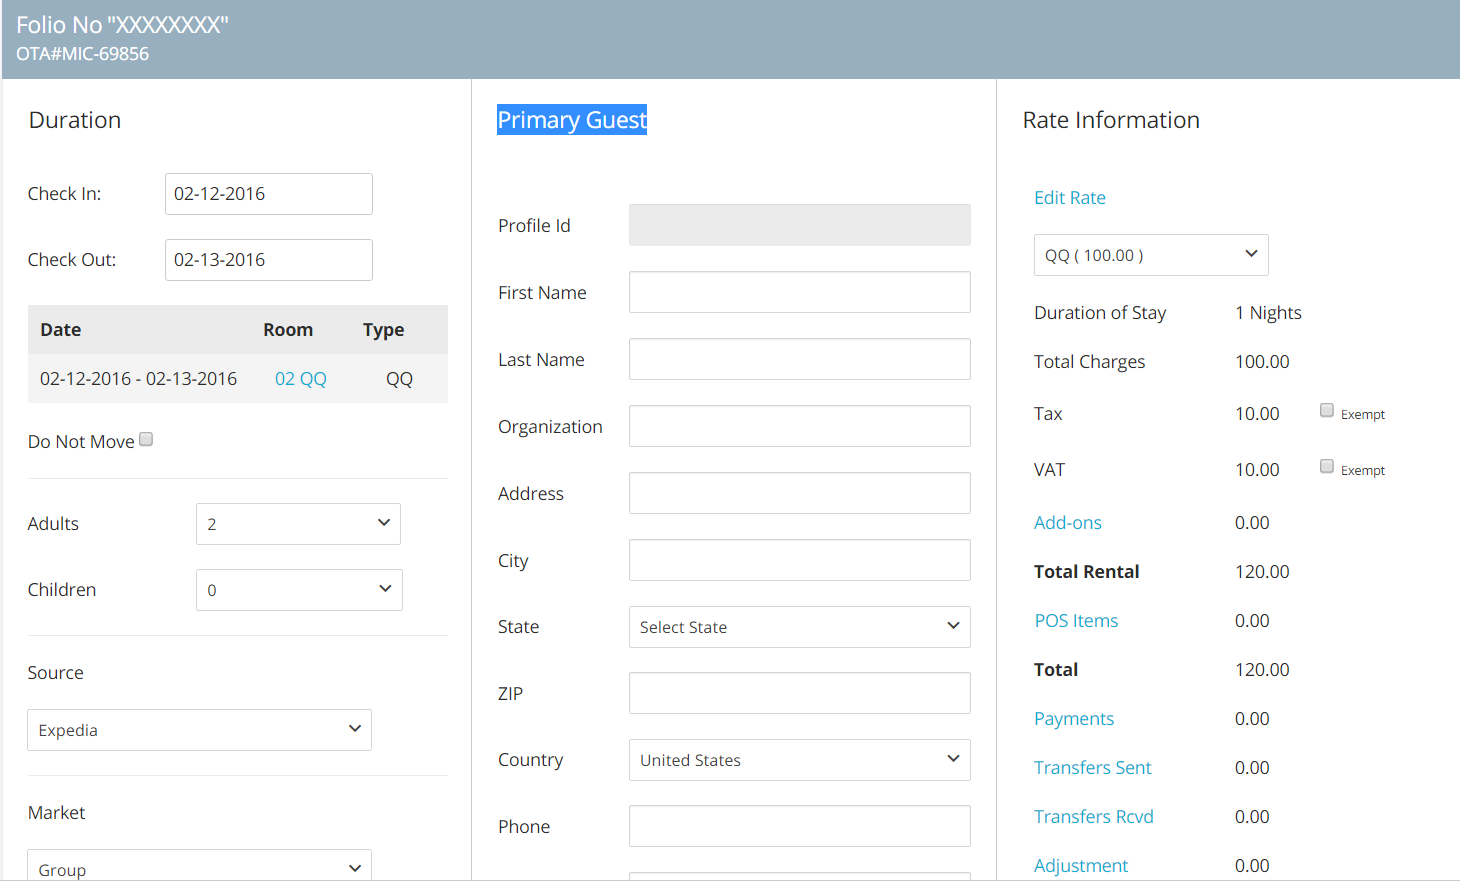 Folio No "XXXXXXXX"
OTA#MIC-69856
Duration
Check In: 02-12-2016
Check Out: 02-13-2016
Date Room Type
02-12-2016 - 02-13-2016 02 QQ QQ
Do Not Move
Adults 2
Children 0
Source
Expedia
Market
Group
Primary Guest
Profile Id
First Name
Last Name
Organization
Address
City
State Select State
ZIP
Country United States
Phone
Rate Information
Edit Rate
QQ ( 100.00 )
Duration of Stay 1 Nights
Total Charges 100.00
Tax 10.00 Exempt
VAT 10.00 Exempt
Add-ons 0.00
Total Rental 120.00
POS Items 0.00
Total 120.00
Payments 0.00
Transfers Sent 0.00
Transfers Rcvd 0.00
Adjustment 0.00